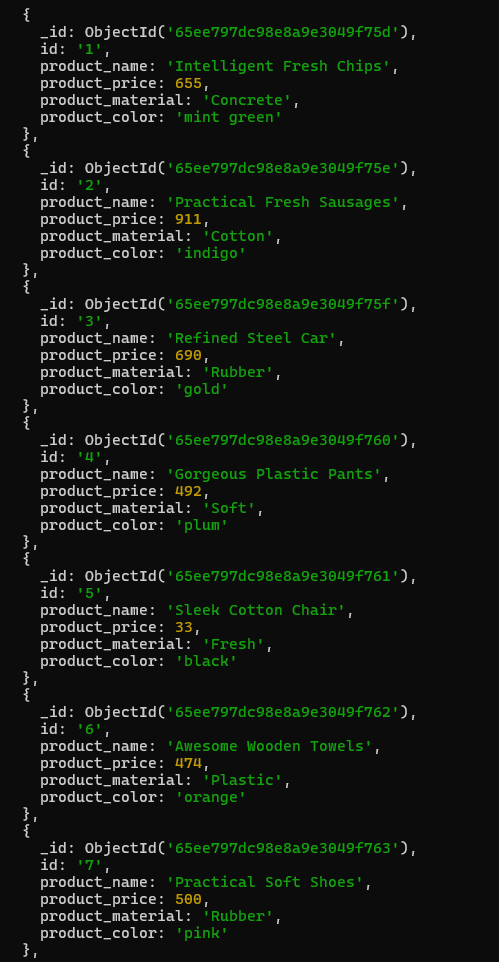 {
_id: ObjectId('65ee797dc98e8a9e3049f75d'),
id: '1',
product_name: 'Intelligent Fresh Chips',
product_price: 655,
product_material: 'Concrete',
product_color: 'mint green'
},
{
_id: ObjectId('65ee797dc98e8a9e3049f75e'),
id: '2',
product_name: 'Practical Fresh Sausages',
product_price: 911,
product_material: 'Cotton',
product_color: 'indigo'
},
{
_id: ObjectId('65ee797dc98e8a9e3049f75f'),
id: '3',
product_name: 'Refined Steel Car',
product_price: 690,
product_material: 'Rubber',
product_color: 'gold'
},
{
_id: ObjectId('65ee797dc98e8a9e3049f760'),
id: '4',
product_name: 'Gorgeous Plastic Pants',
product_price: 492,
product_material: 'Soft',
product_color: 'plum'
},
{
_id: ObjectId('65ee797dc98e8a9e3049f761'),
id: '5',
product_name: 'Sleek Cotton Chair',
product_price: 33,
product_material: 'Fresh',
product_color: 'black'
},
{
_id: ObjectId('65ee797dc98e8a9e3049f762'),
id: '6',
product_name: 'Awesome Wooden Towels',
product_price: 474,
product_material: 'Plastic',
product_color: 'orange'
},
{
_id: ObjectId('65ee797dc98e8a9e3049f763'),
id: '7',
product_name: 'Practical Soft Shoes',
product_price: 500,
product_material: 'Rubber',
product_color: 'pink'
},